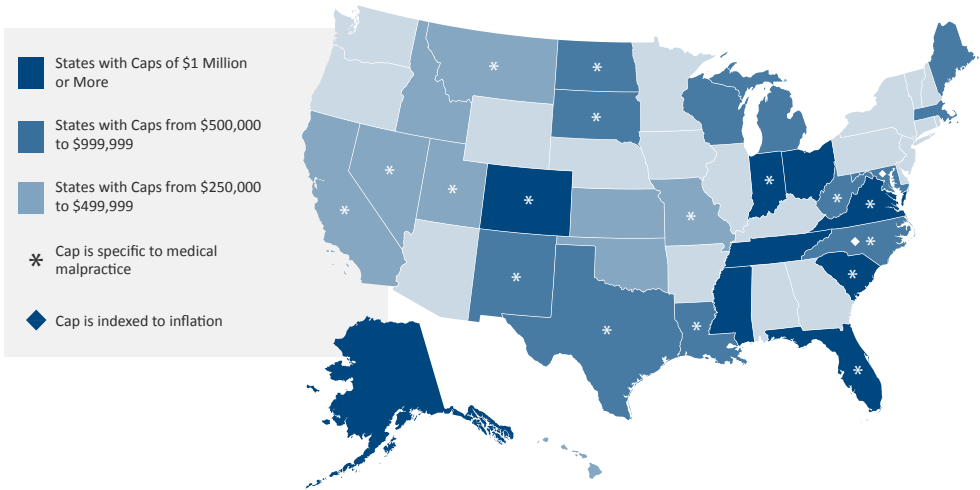 States with Caps of $1 Million
or More
States with Caps from $500,000
to $999,999
States with Caps from $250,000
to $499,999
* Cap is specific to medical
malpractice
Cap is indexed to inflation